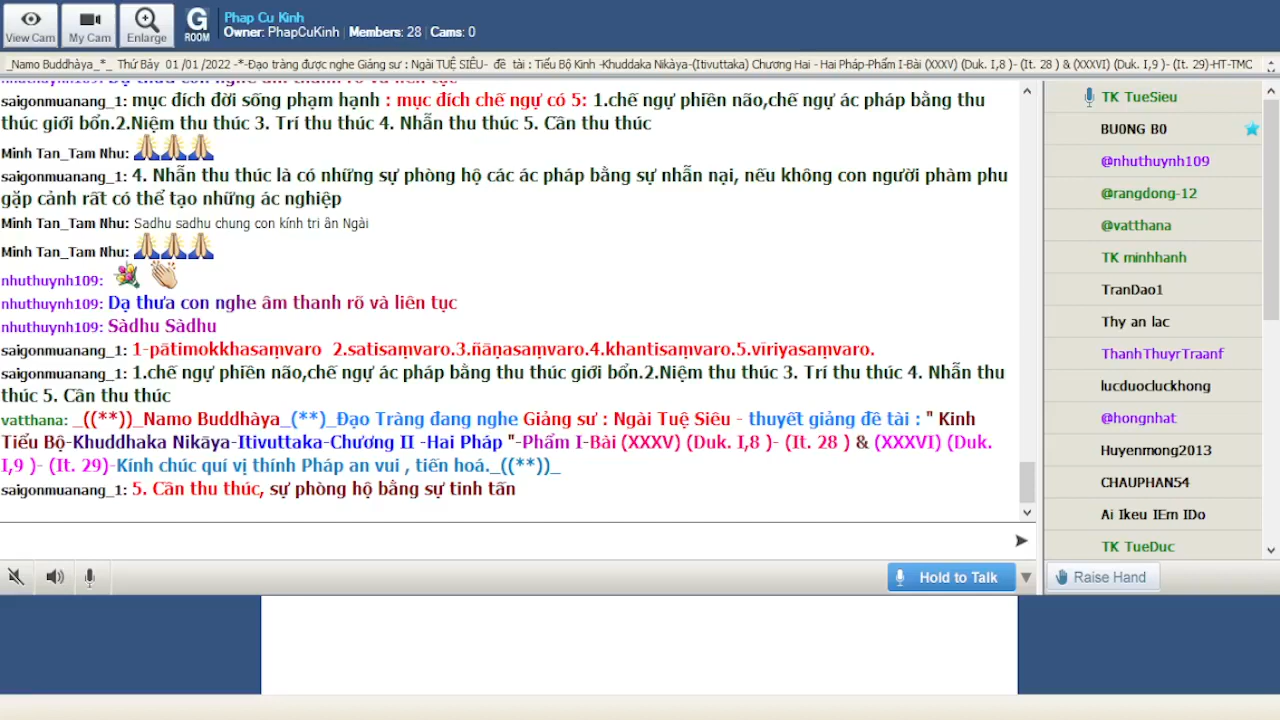 View Cam
My Cam
Enlarge
G
ROOM
Phap Cu Kinh
Owner: PhapCuKinh | Members: 28 | Cams: 0
_Namo Buddhàya_*_ Thứ Bảy 01 /01 /2022 -*-Đạo tràng được nghe Giảng sư : Ngài TUỆ SIÊU- đề tài : Tiểu Bộ Kinh -Khuddaka Nikàya-(Itivuttaka) Chương Hai - Hai Pháp-Phẩm I-Bài (XXXV) (Duk. I,8 )- (It. 28 ) & (XXXVI) (Duk. I,9 )- (It. 29)-HT-TMC
nhuthuynh109: Dạ thưa con nghe âm thanh rõ và liên tục
saigonmuanang_1: mục đích đời sống phạm hạnh : mục đích chế ngự có 5: 1.chế ngự phiền não,chế ngự ác pháp bằng thu
thúc giới bổn.2.Niệm thu thúc 3. Trí thu thúc 4. Nhẫn thu thúc 5. Cần thu thúc
Minh Tan_Tam Nhu:
saigonmuanang_1: 4. Nhẫn thu thúc là có những sự phòng hộ các ác pháp bằng sự nhẫn nại, nếu không con người phàm phu
gặp cảnh rất có thể tạo những ác nghiệp
Minh Tan_Tam Nhu: Sadhu sadhu chung con kính tri ân Ngài
Minh Tan_Tam Nhu:
nhuthuynh109:
nhuthuynh109: Dạ thưa con nghe âm thanh rõ và liên tục
nhuthuynh109: Sàdhu Sàdhu
saigonmuanang_1: 1-pātimokkhasaṃvaro 2.satisaṃvaro.3.ñāṇasaṃvaro.4.khantisaṃvaro.5.vīriyasaṃvaro.
saigonmuanang_1: 1.chế ngự phiền não,chế ngự ác pháp bằng thu thúc giới bổn.2.Niệm thu thúc 3. Trí thu thúc 4. Nhẫn thu
thúc 5. Cần thu thúc
vatthana: _((**))_Namo Buddhàya_(**)_Đạo Tràng đang nghe Giảng sư : Ngài Tuệ Siêu - thuyết giảng đề tài : " Kinh
Tiểu Bộ-Khuddhaka Nikāya-Itivuttaka-Chương II -Hai Pháp "-Phẩm I-Bài (XXXV) (Duk. I,8 )- (It. 28 ) & (XXXVI) (Duk.
I,9 )- (It. 29)-Kính chúc quí vị thính Pháp an vui , tiến hoá._((**))_
saigonmuanang_1: 5. Cần thu thúc, sự phòng hộ bằng sự tinh tấn
Hold to Talk
TK TueSieu
BU0NG B0
@nhuthuynh109
@rangdong-12
@vatthana
TK minhhanh
TranDao1
Thy an lac
ThanhThuyrTraanf
lucduocluckhong
@hongnhat
Huyenmong2013
CHAUPHAN54
Ai Ikeu IEm IDo
TK TueDuc
Raise Hand